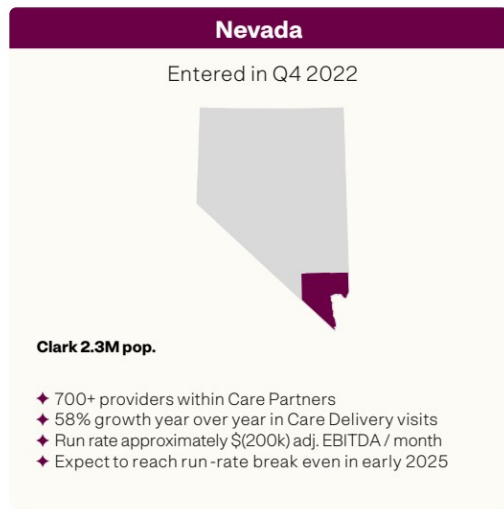 Nevada
Entered in Q4 2022
Clark 2.3M pop.
✦ 700+ providers within Care Partners
✦ 58% growth year over year in Care Delivery visits
✦ Run rate approximately $(200k) adj. EBITDA / month
✦ Expect to reach run-rate break even in early 2025